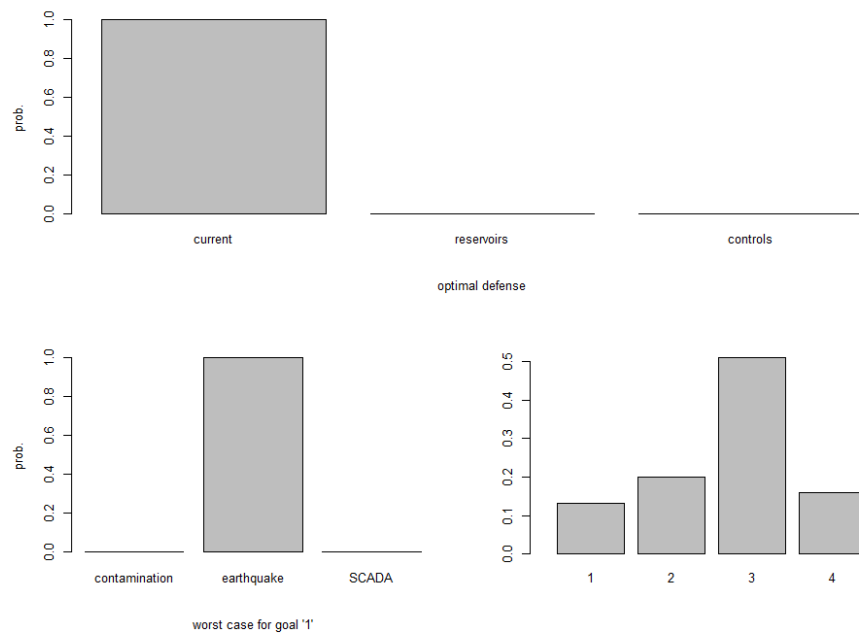 prob.
1.0
0.8
0.6
0.4
0.2
0.0
current reservoirs controls
optimal defense
prob.
1.0
0.8
0.6
0.4
0.2
0.0
contamination earthquake SCADA
worst case for goal '1'
0.5
0.4
0.3
0.2
0.1
0.0
1 2 3 4